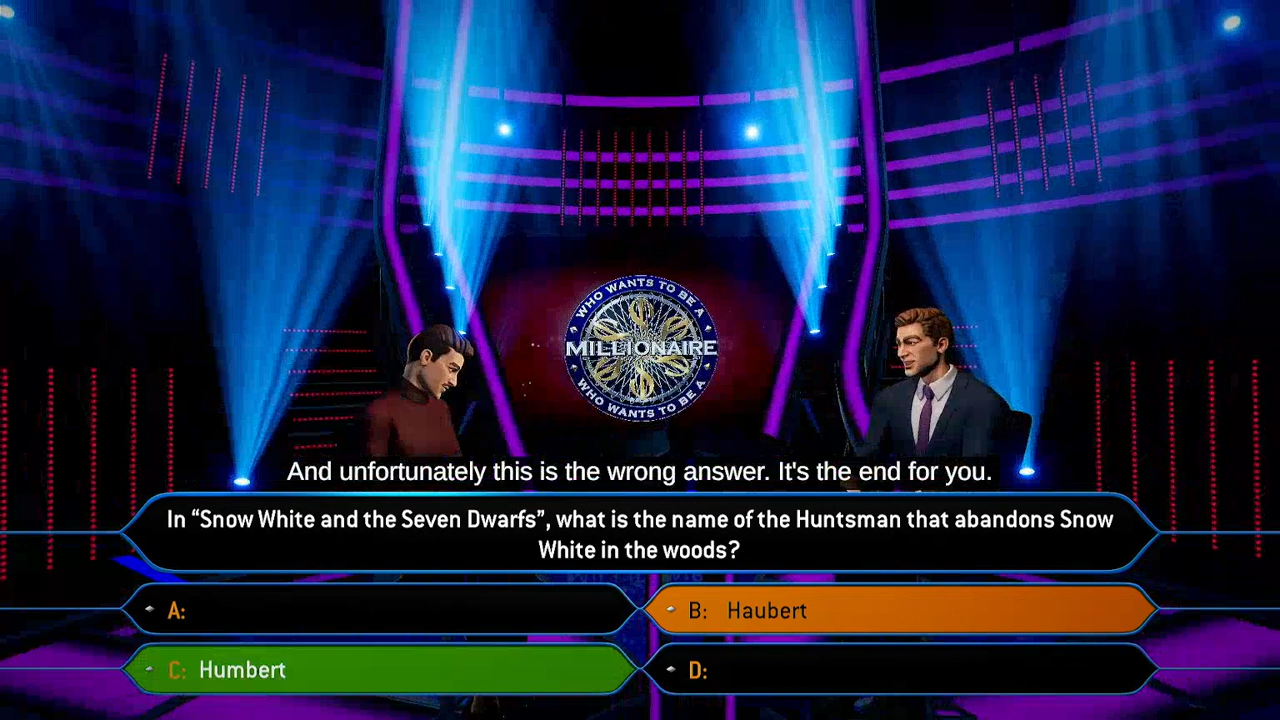 WHO WANTS TO BE A
MILLIONAIRE
WHO WANTS TO BE A
And unfortunately this is the wrong answer. It's the end for you.
In “Snow White and the Seven Dwarfs”, what is the name of the Huntsman that abandons Snow
White in the woods?
A:
B: Haubert
C: Humbert
D: